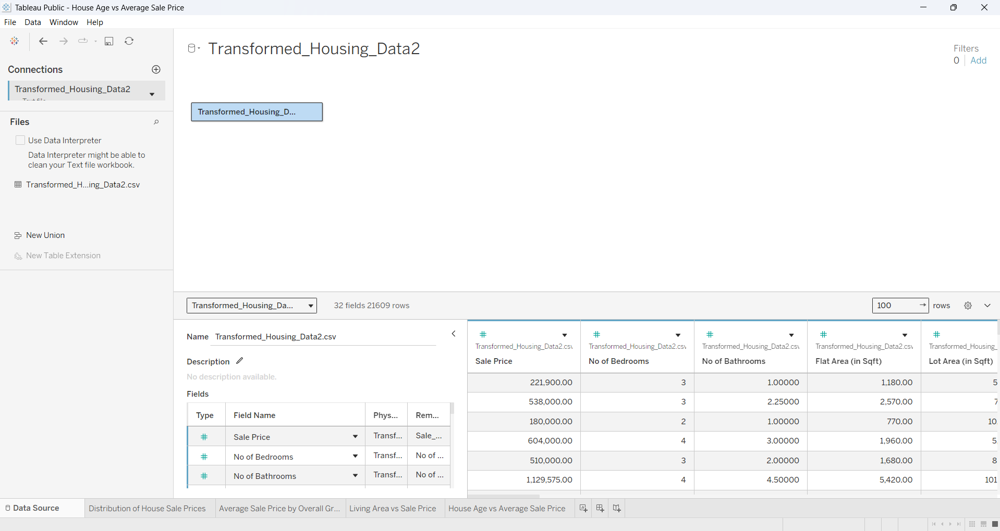 Tableau Public - House Age vs Average Sale Price
File Data Window Help
Connections
Transformed_Housing_Data2
Text file
Files
Use Data Interpreter
Data Interpreter might be able to
clean your Text file workbook.
Transformed_H...ing_Data2.csv
New Union
New Table Extension
Transformed_Housing_Data2
Filters
0 Add
Transformed_Housing_D...
Transformed_Housing_Da... 32 fields 21609 rows 100 rows
Name Transformed_Housing_Data2.csv
Description
No description available.
Fields
Type Field Name Phys... Rem...
Sale Price Transf... Sale_...
No of Bedrooms Transf... No of ...
No of Bathrooms Transf... No of ...
Transformed_Housing_Data2.csv Transformed_Housing_Data2.csv Transformed_Housing_Data2.csv Transformed_Housing_Data2.csv Transformed_Housing_
Sale Price No of Bedrooms No of Bathrooms Flat Area (in Sqft) Lot Area (in Sqft)
221,900.00 3 1.00000 1,180.00 5
538,000.00 3 2.25000 2,570.00 7
180,000.00 2 1.00000 770.00 10
604,000.00 4 3.00000 1,960.00 5
510,000.00 3 2.00000 1,680.00 8
1,129,575.00 4 4.50000 5,420.00 101
Data Source Distribution of House Sale Prices Average Sale Price by Overall Gr... Living Area vs Sale Price House Age vs Average Sale Price